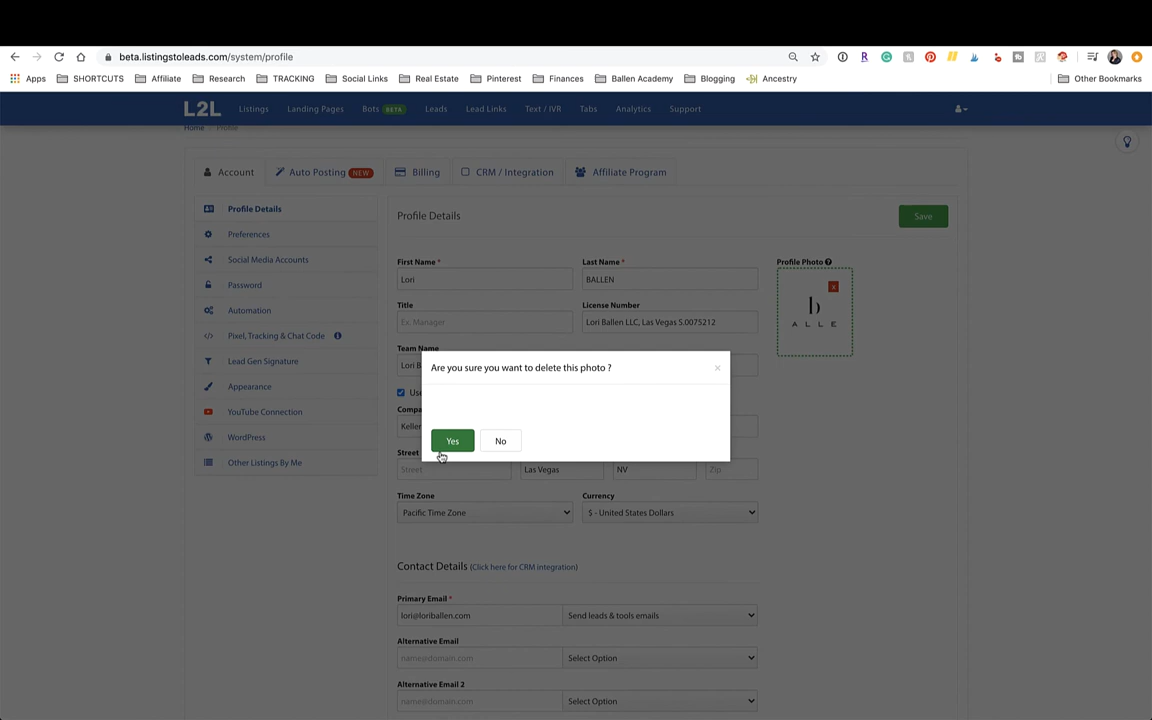 beta.listingstoleads.com/system/profile
Apps SHORTCUTS Affiliate Research TRACKING Social Links Real Estate Pinterest Finances Ballen Academy Blogging Ancestry Other Bookmarks
L2L Listings Landing Pages Bots BETA Leads Lead Links Text / IVR Tabs Analytics Support
Home Profile
Account Auto Posting NEW Billing CRM / Integration Affiliate Program
Profile Details
Preferences
Social Media Accounts
Password
Automation
Pixel, Tracking & Chat Code
Lead Gen Signature
Appearance
YouTube Connection
WordPress
Other Listings By Me
Profile Details Save
First Name * Last Name * Profile Photo
Lori BALLEN
x
b
A L L E
Title License Number
Ex. Manager Lori Ballen LLC, Las Vegas S.0075212
Team Name
Lori B
Are you sure you want to delete this photo ? ×
Yes No
Street
Street Las Vegas NV Zip
Time Zone Currency
Pacific Time Zone $ - United States Dollars
Contact Details (Click here for CRM integration)
Primary Email *
lori@loriballen.com Send leads & tools emails
Alternative Email
name@domain.com Select Option
Alternative Email 2
name@domain.com Select Option